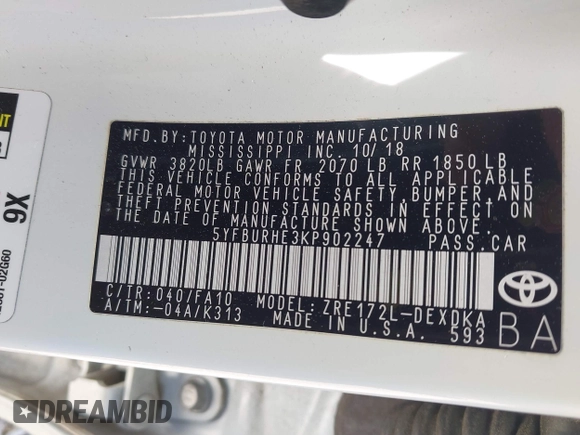 MFD.BY:TOYOTA MOTOR MANUFACTURING
MISSISSIPPI INC. 10/18
GVWR 3820LB GAWR FR 2070 LB RR 1850 LB
THIS VEHICLE CONFORMS TO ALL APPLICABLE
FEDERAL MOTOR VEHICLE SAFETY,BUMPER,AND
THEFT PREVENTION STANDARDS IN EFFECT ON
THE DATE OF MANUFACTURE SHOWN ABOVE.
5YFBURHE3KP902247 PASS.CAR
C/TR:040/FA10 MODEL:ZRE172L-DEXDKA
A/TM:-04A/K313 MADE IN U.S.A. 593
BA
9X
DREAMBID